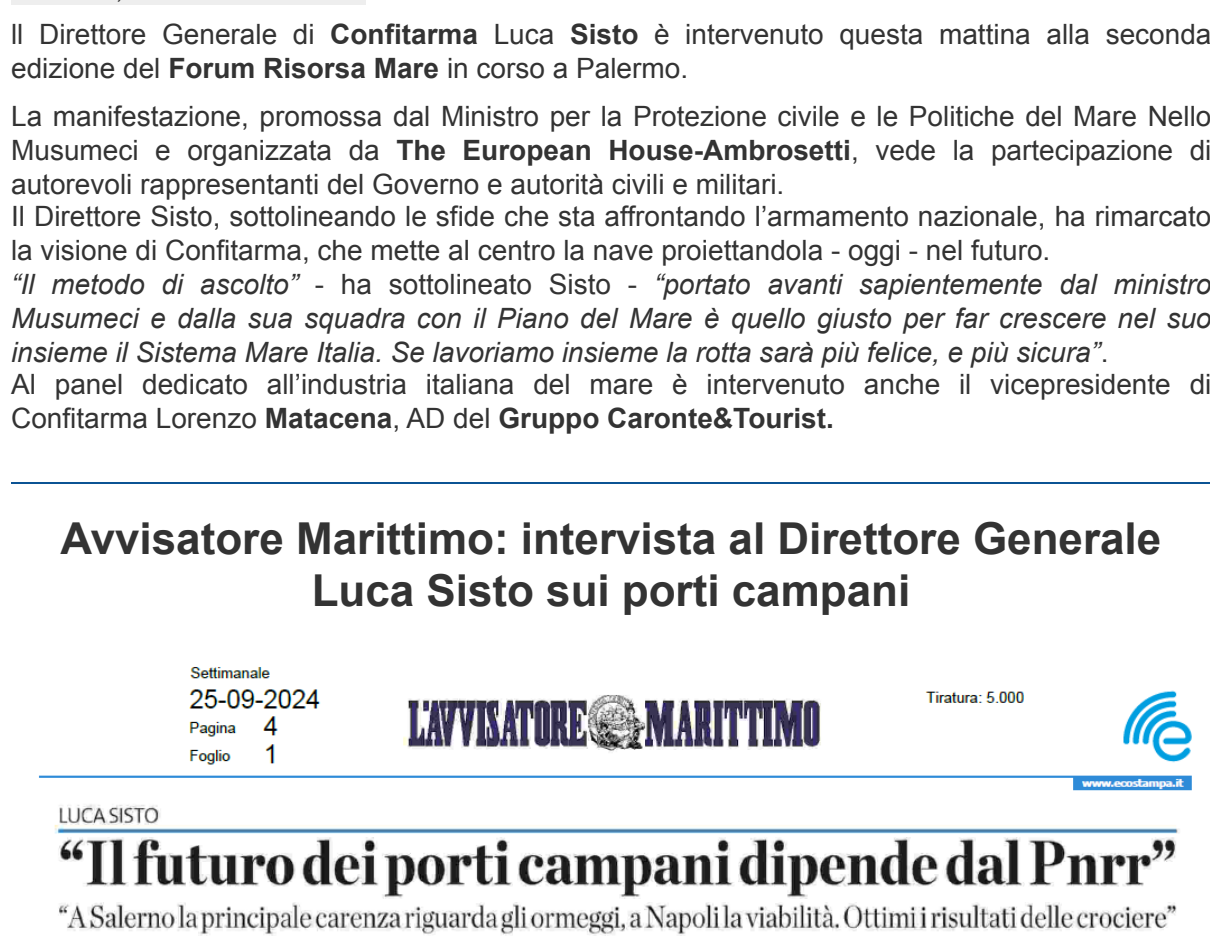 Il Direttore Generale di Confitarma Luca Sisto è intervenuto questa mattina alla seconda
edizione del Forum Risorsa Mare in corso a Palermo.
La manifestazione, promossa dal Ministro per la Protezione civile e le Politiche del Mare Nello
Musumeci e organizzata da The European House-Ambrosetti, vede la partecipazione di
autorevoli rappresentanti del Governo e autorità civili e militari.
Il Direttore Sisto, sottolineando le sfide che sta affrontando l’armamento nazionale, ha rimarcato
la visione di Confitarma, che mette al centro la nave proiettandola - oggi - nel futuro.
“Il metodo di ascolto” - ha sottolineato Sisto - “portato avanti sapientemente dal ministro
Musumeci e dalla sua squadra con il Piano del Mare è quello giusto per far crescere nel suo
insieme il Sistema Mare Italia. Se lavoriamo insieme la rotta sarà più felice, e più sicura”.
Al panel dedicato all’industria italiana del mare è intervenuto anche il vicepresidente di
Confitarma Lorenzo Matacena, AD del Gruppo Caronte&Tourist.
Avvisatore Marittimo: intervista al Direttore Generale
Luca Sisto sui porti campani
Settimanale
25-09-2024
Pagina 4
Foglio 1
L'AVVISATORE MARITTIMO
Tiratura: 5.000
www.ecostampa.it
LUCA SISTO
“Il futuro dei porti campani dipende dal Pnrr”
“A Salerno la principale carenza riguarda gli ormeggi, a Napoli la viabilità. Ottimi i risultati delle crociere”